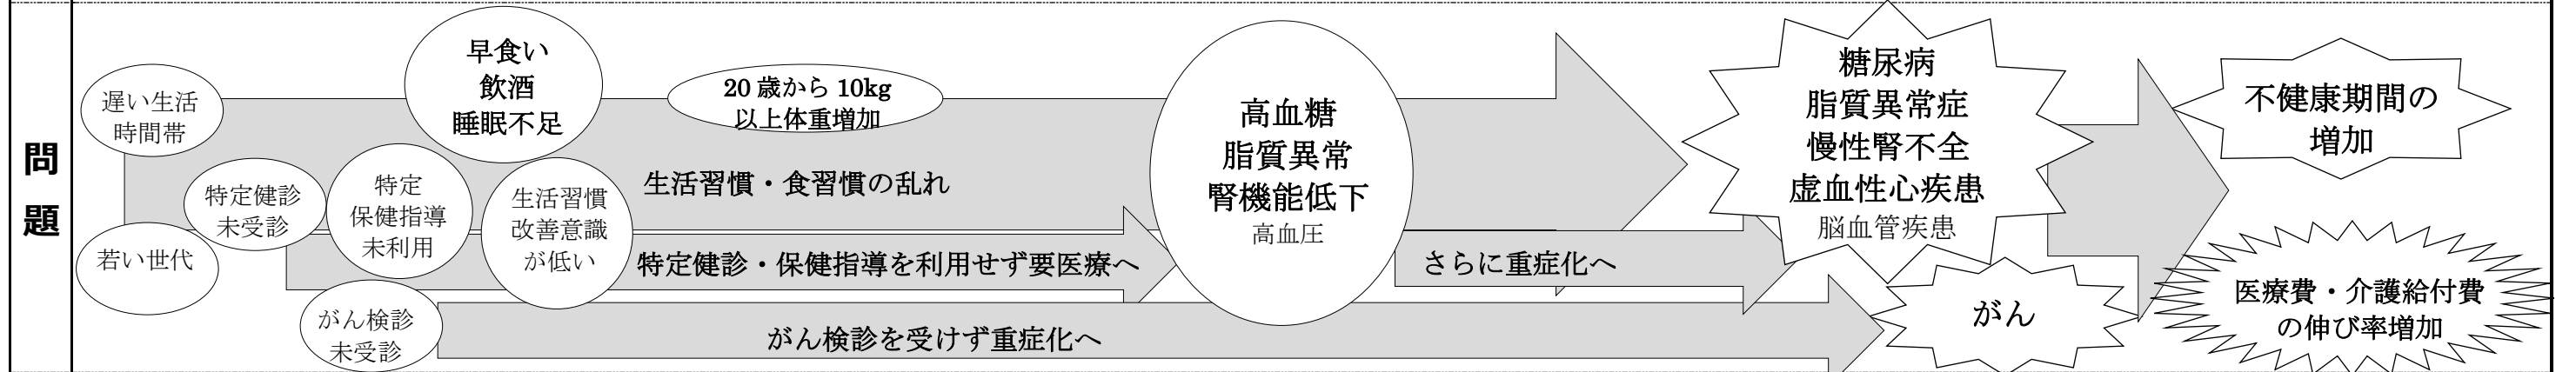 問
題
遅い生活
時間帯
若い世代
特定健診
未受診
早食い
飲酒
睡眠不足
特定
保健指導
未利用
がん検診
未受診
生活習慣
改善意識
が低い
20 歳から 10kg
以上体重増加
生活習慣・食習慣の乱れ
特定健診・保健指導を利用せず要医療へ
がん検診を受けず重症化へ
高血糖
脂質異常
腎機能低下
高血圧
さらに重症化へ
糖尿病
脂質異常症
慢性腎不全
虚血性心疾患
脳血管疾患
がん
不健康期間の
増加
医療費・介護給付費
の伸び率増加